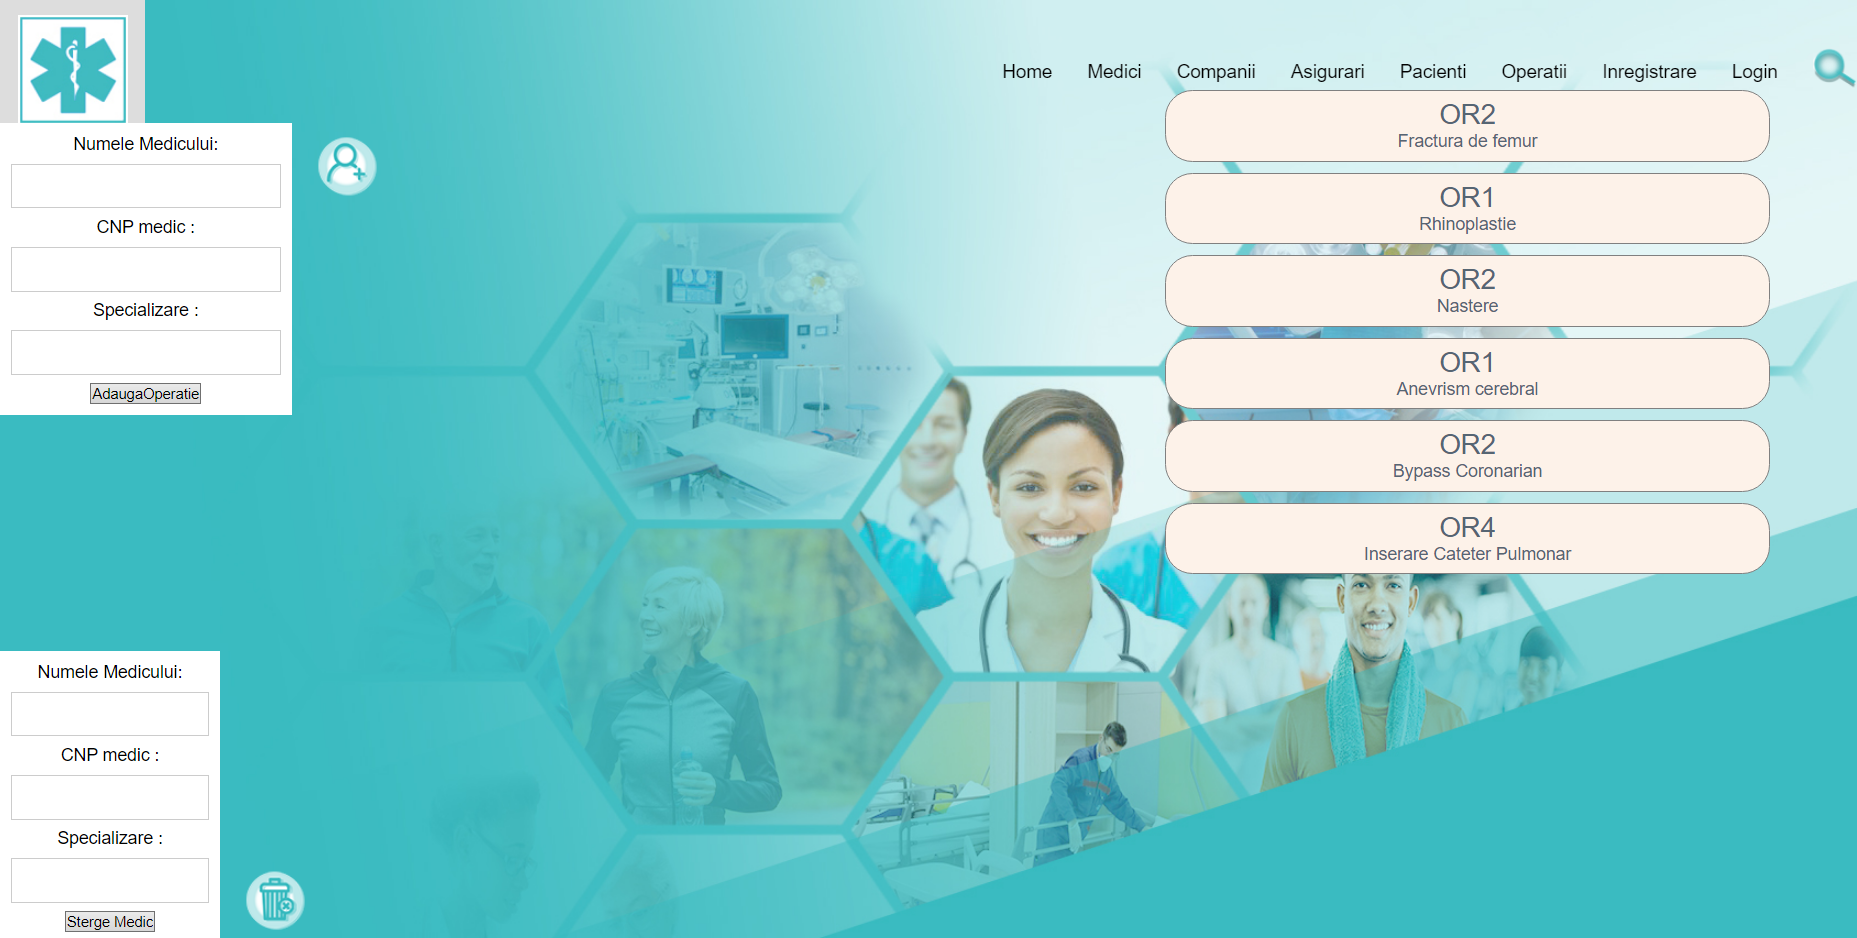 Home Medici Companii Asigurari Pacienti Operatii Inregistrare Login
Numele Medicului:
CNP medic :
Specializare :
AdaugaOperatie
OR2
Fractura de femur
OR1
Rhinoplastie
OR2
Nastere
OR1
Anevrism cerebral
OR2
Bypass Coronarian
OR4
Inserare Cateter Pulmonar
Numele Medicului:
CNP medic :
Specializare :
Sterge Medic